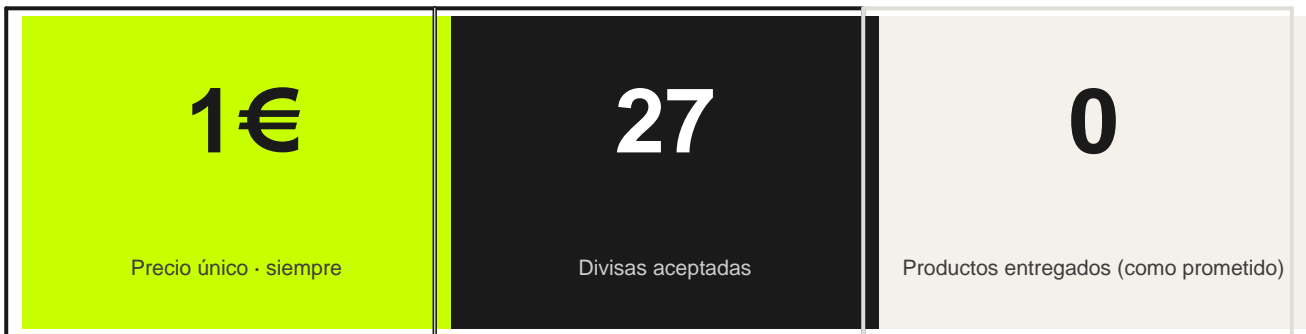 1€
Precio único · siempre
27
Divisas aceptadas
0
Productos entregados (como prometido)